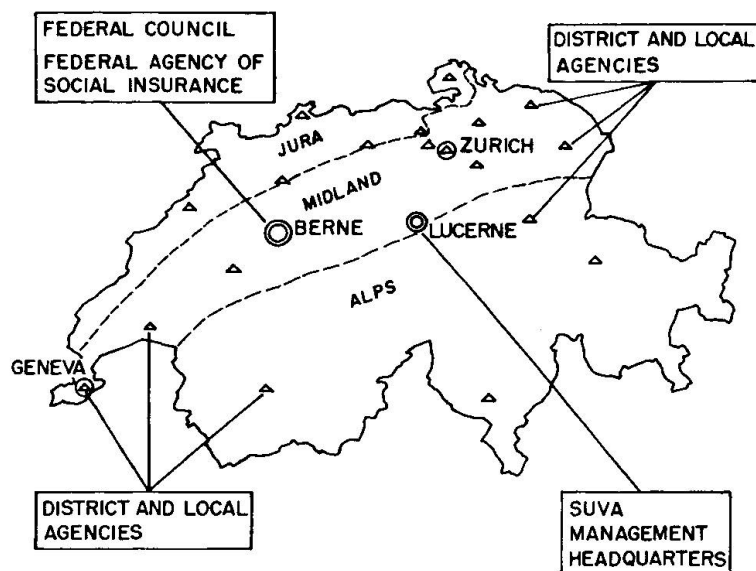 FEDERAL COUNCIL
FEDERAL AGENCY OF
SOCIAL INSURANCE
DISTRICT AND LOCAL
AGENCIES
JURA
ZURICH
MIDLAND
BERNE
LUCERNE
ALPS
GENEVA
DISTRICT AND LOCAL
AGENCIES
SUVA
MANAGEMENT
HEADQUARTERS